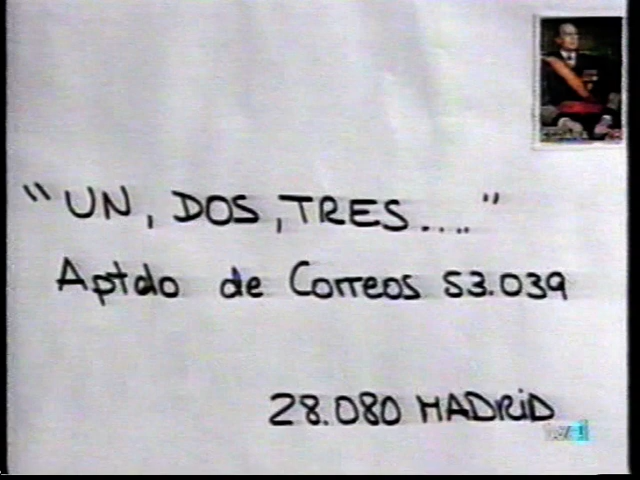 "UN, DOS, TRES....."
Aptdo de Correos 53.039
28.080 MADRiD